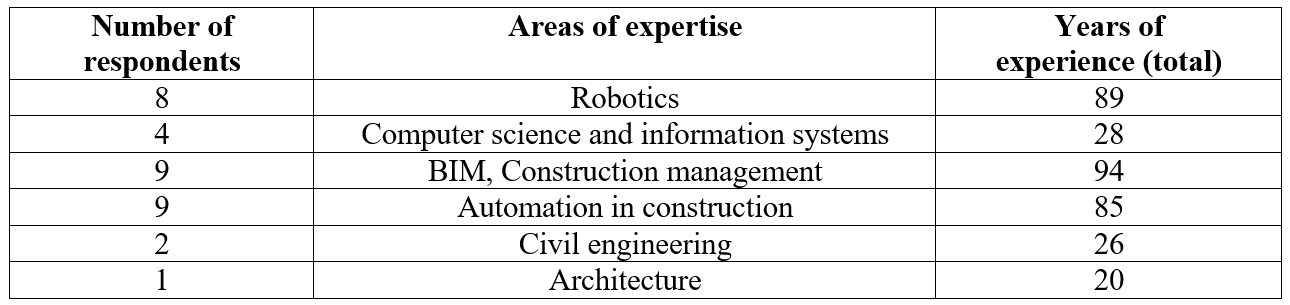 Number of respondents Areas of expertise Years of experience (total)
8 Robotics 89
4 Computer science and information systems 28
9 BIM, Construction management 94
9 Automation in construction 85
2 Civil engineering 26
1 Architecture 20